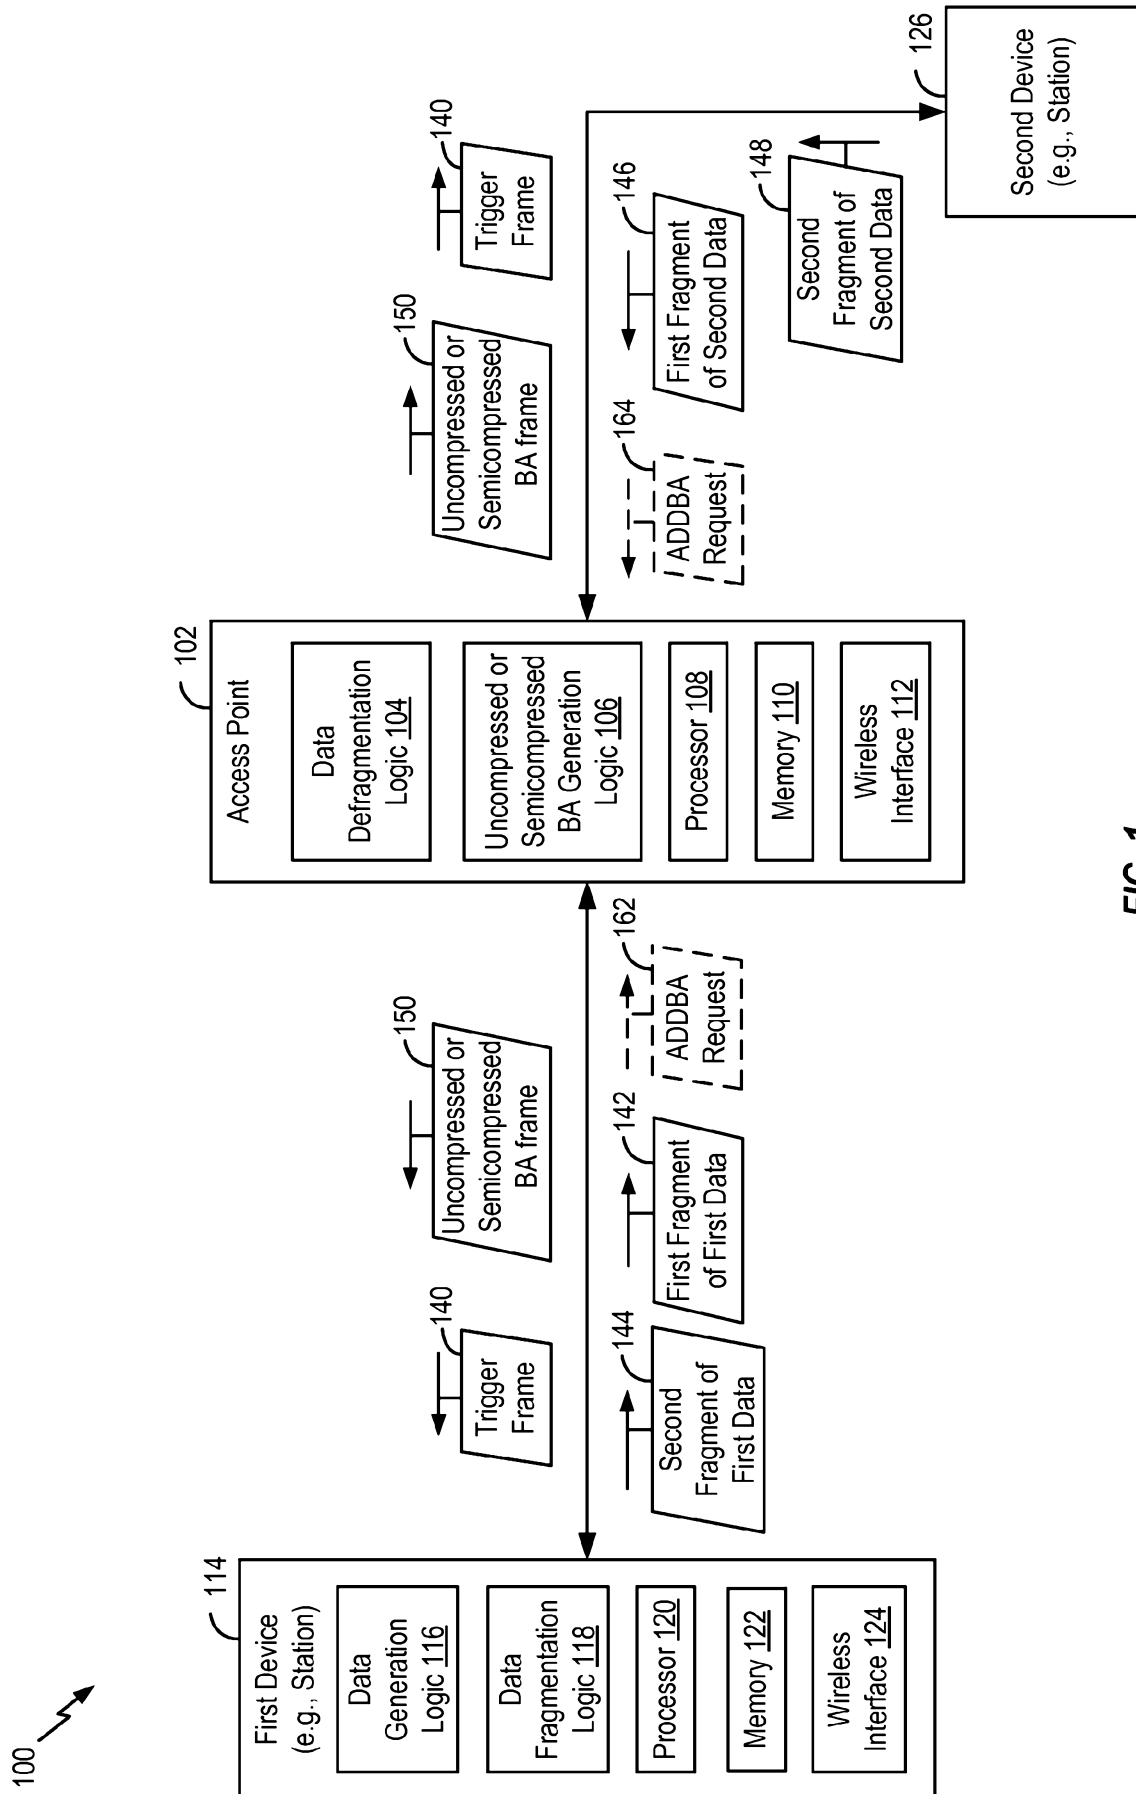 100
First Device
(e.g., Station)
114
Data
Generation
Logic 116
Data
Fragmentation
Logic 118
Processor 120
Memory 122
Wireless
Interface 124
Trigger
Frame
140
Uncompressed or
Semicompressed
BA frame
150
Second
Fragment of
First Data
144
First Fragment
of First Data
142
ADDBA
Request
162
Access Point
102
Data
Defragmentation
Logic 104
Uncompressed or
Semicompressed
BA Generation
Logic 106
Processor 108
Memory 110
Wireless
Interface 112
Uncompressed or
Semicompressed
BA frame
150
Trigger
Frame
140
ADDBA
Request
164
First Fragment
of Second Data
146
Second
Fragment of
Second Data
148
Second Device
(e.g., Station)
126
FIG. 1